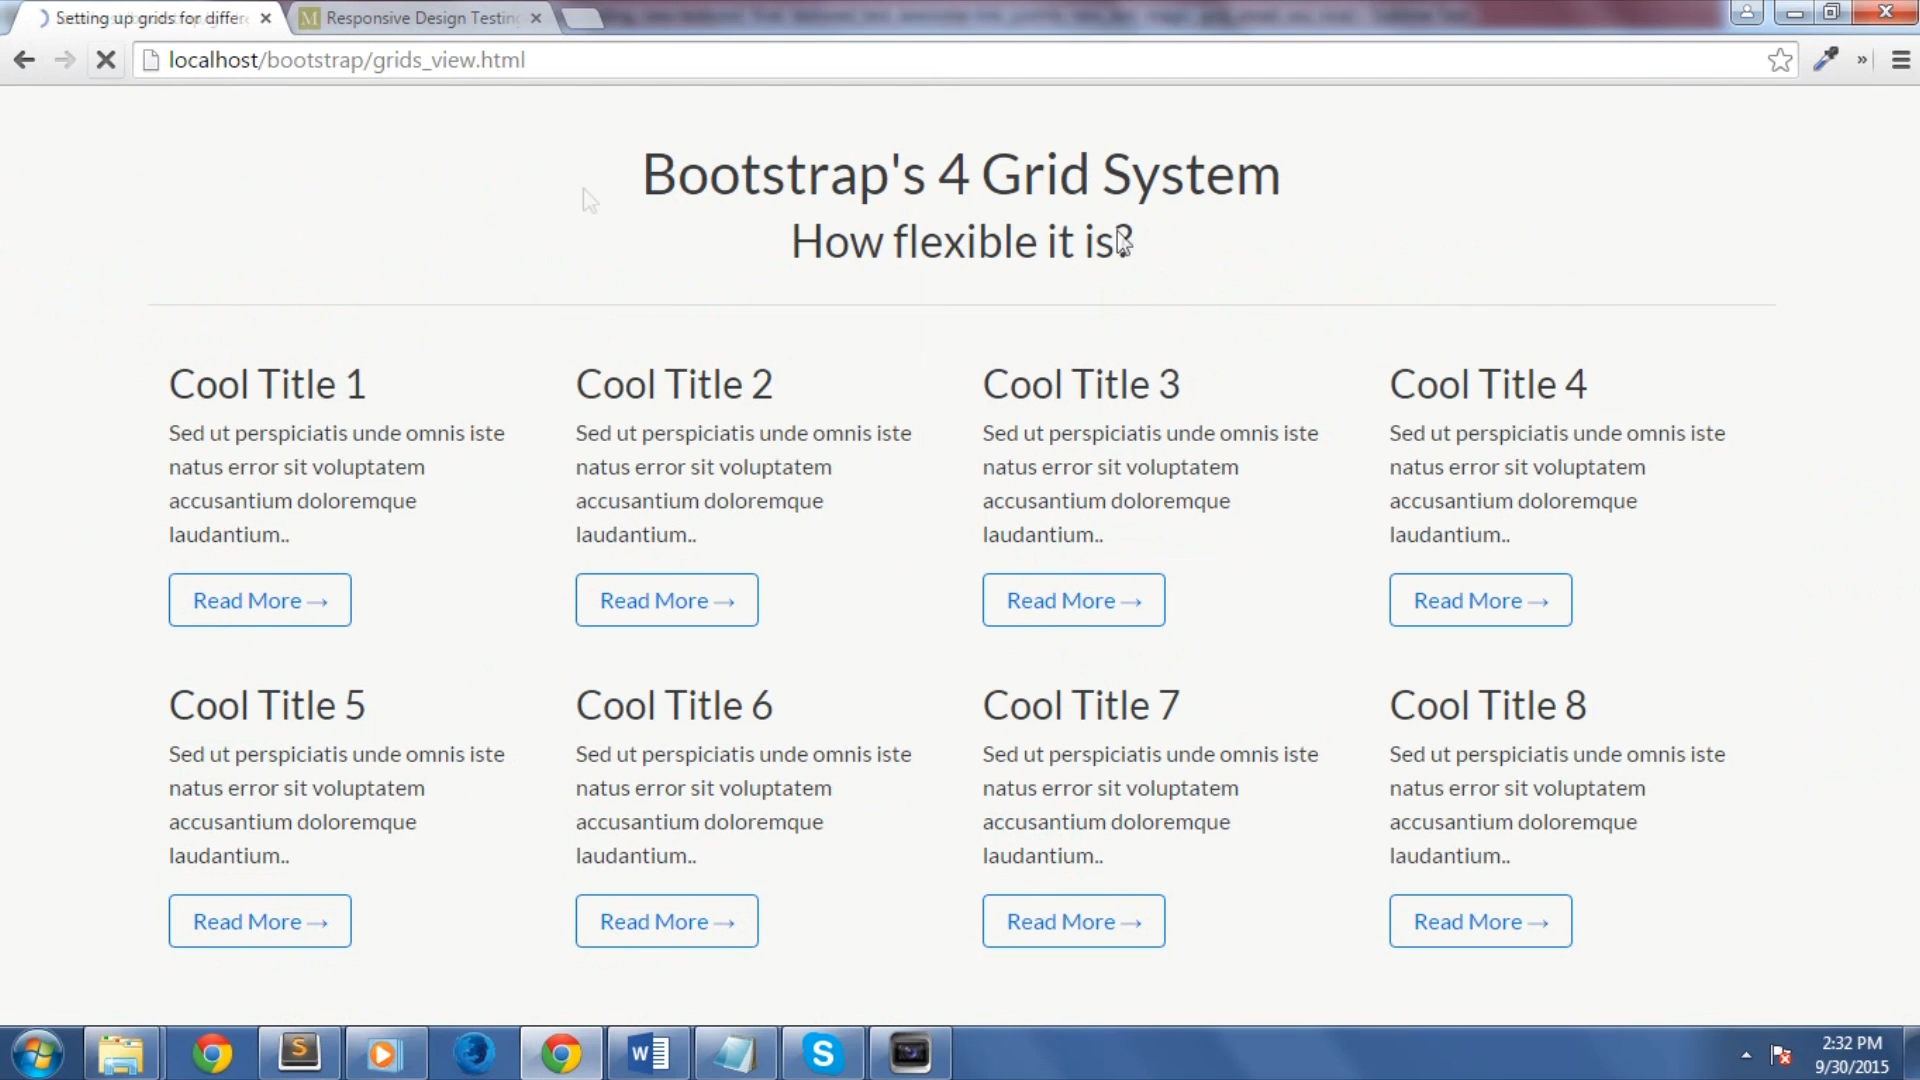 Setting up grids for differe
Responsive Design Testing
localhost/bootstrap/grids_view.html
Bootstrap's 4 Grid System
How flexible it is?
Cool Title 1
Sed ut perspiciatis unde omnis iste
natus error sit voluptatem
accusantium doloremque
laudantium..
Read More →
Cool Title 2
Sed ut perspiciatis unde omnis iste
natus error sit voluptatem
accusantium doloremque
laudantium..
Read More →
Cool Title 3
Sed ut perspiciatis unde omnis iste
natus error sit voluptatem
accusantium doloremque
laudantium..
Read More →
Cool Title 4
Sed ut perspiciatis unde omnis iste
natus error sit voluptatem
accusantium doloremque
laudantium..
Read More →
Cool Title 5
Sed ut perspiciatis unde omnis iste
natus error sit voluptatem
accusantium doloremque
laudantium..
Read More →
Cool Title 6
Sed ut perspiciatis unde omnis iste
natus error sit voluptatem
accusantium doloremque
laudantium..
Read More →
Cool Title 7
Sed ut perspiciatis unde omnis iste
natus error sit voluptatem
accusantium doloremque
laudantium..
Read More →
Cool Title 8
Sed ut perspiciatis unde omnis iste
natus error sit voluptatem
accusantium doloremque
laudantium..
Read More →
2:32 PM
9/30/2015